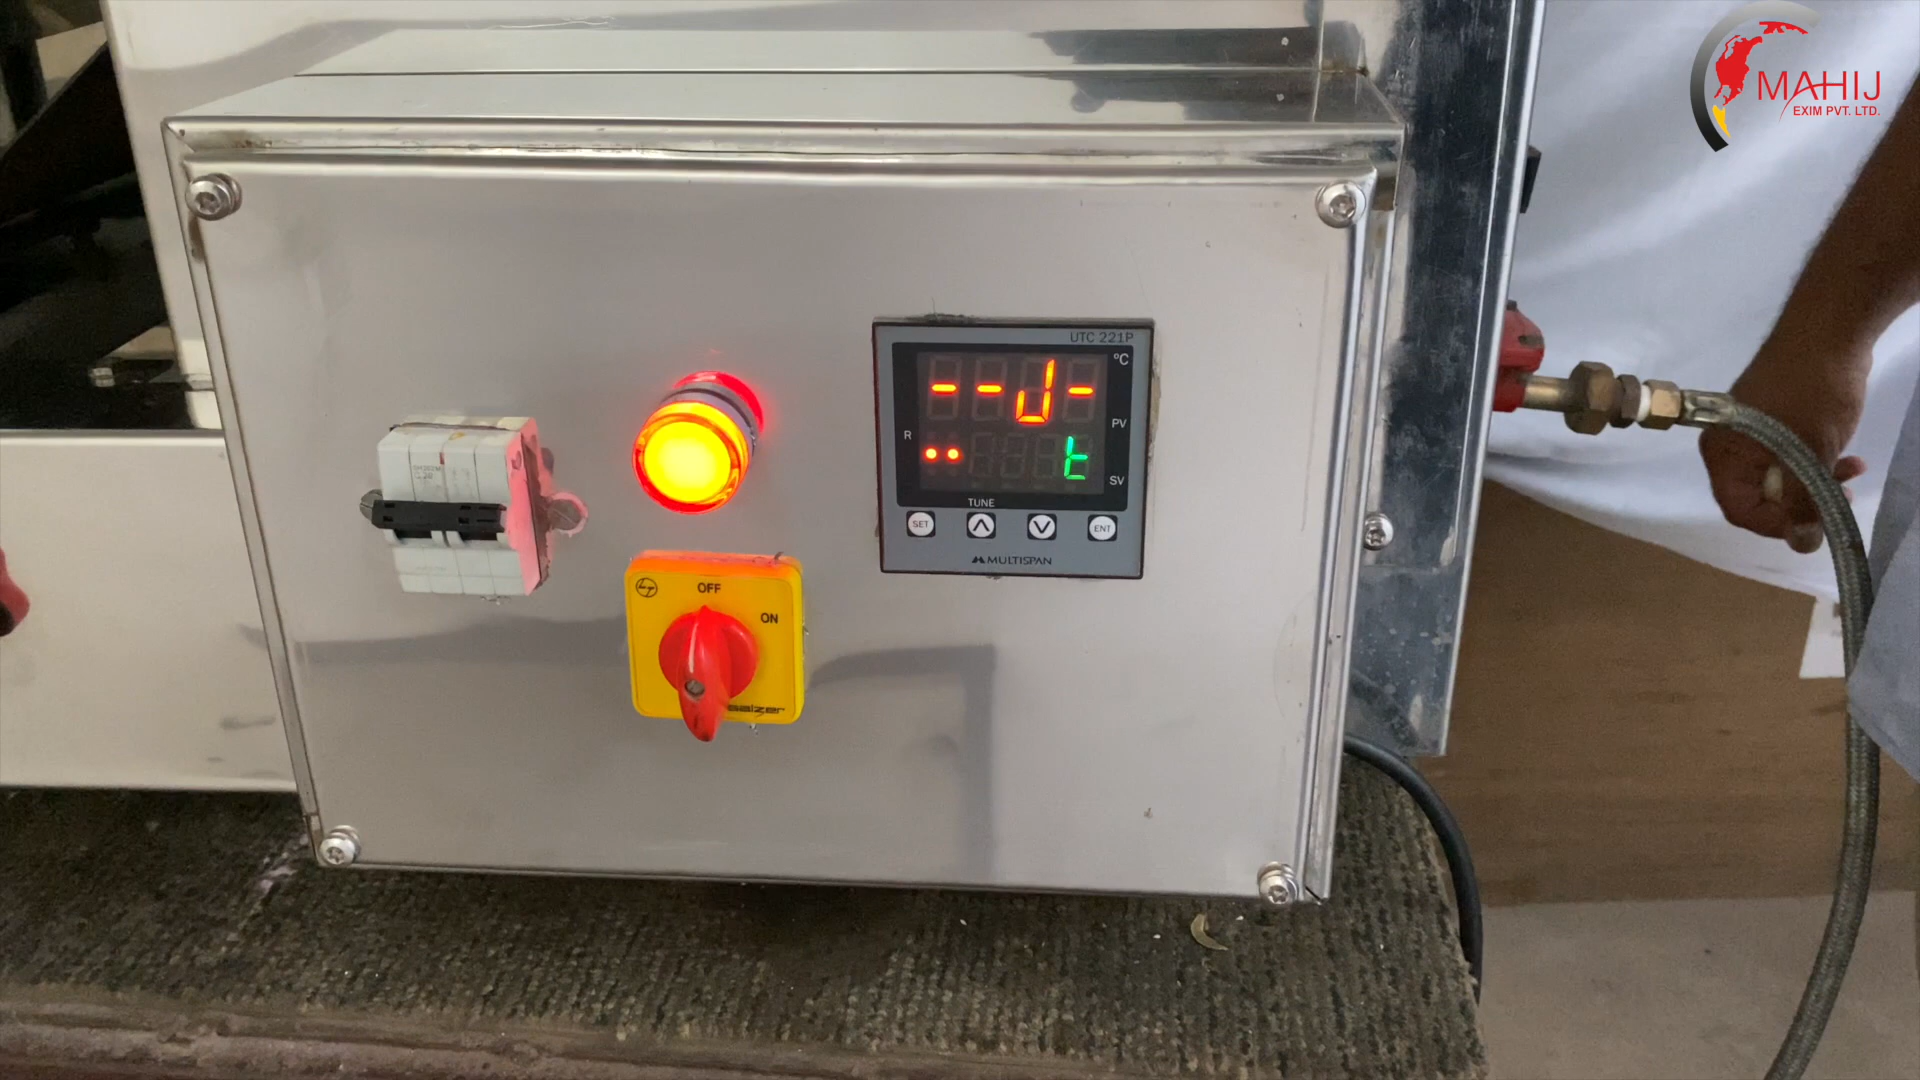 MAHIJ
EXIM PVT. LTD.
UTC 221P
°C
--J-
PV
R
t
SV
TUNE
SET
ENT
MULTISPAN
OFF
ON
salzer